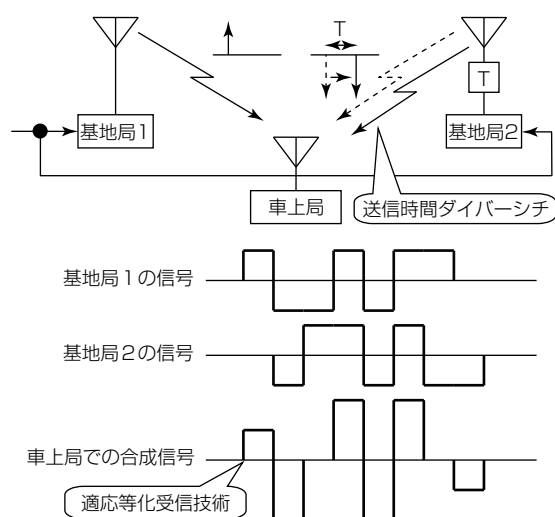 T
T
基地局1
基地局2
車上局
送信時間ダイバーシチ
基地局1の信号
基地局2の信号
車上局での合成信号
適応等化受信技術